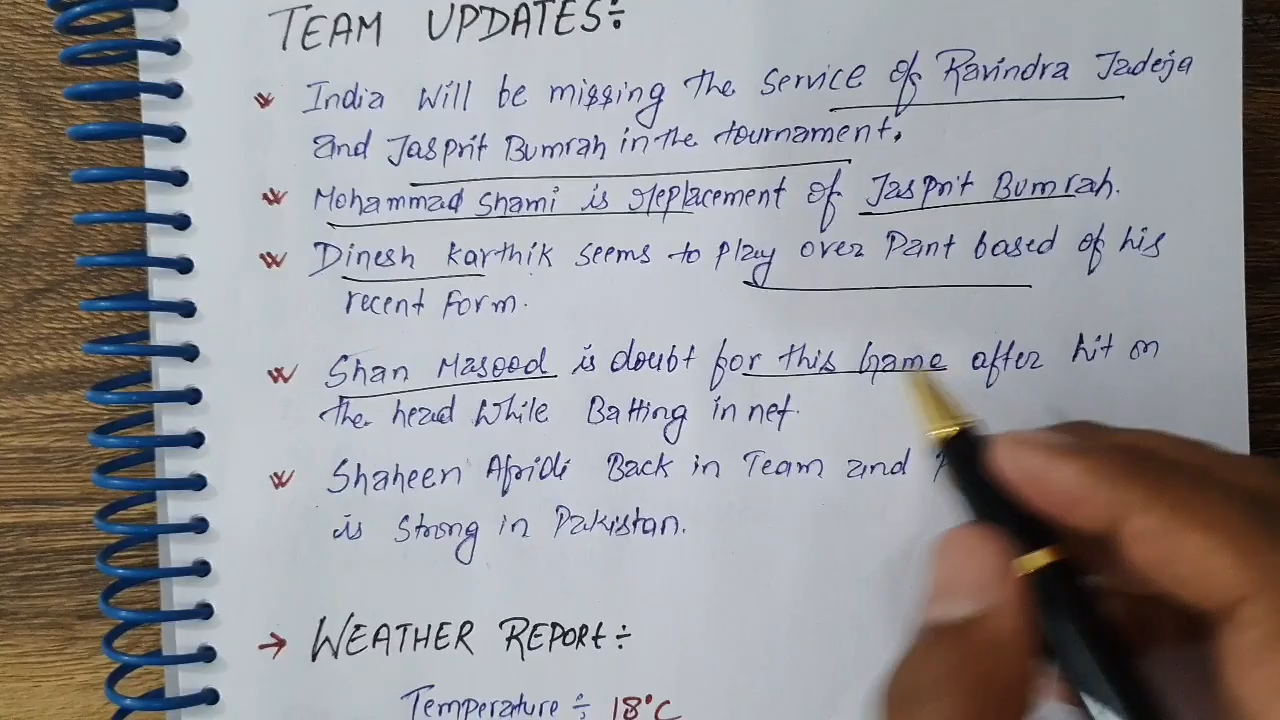 TEAM UPDATES÷
India will be missing the service of Ravindra Jadeja
and Jasprit Bumrah in the tournament.
Mohammad Shami is replacement of Jasprit Bumrah.
Dinesh Karthik seems to Play over Pant based of his
recent Form.
Shan Masood is doubt for this Game after hit on
the head While Batting in net.
Shaheen Afridi Back in Team and
is Strong in Pakistan.
→ WEATHER REPORt÷
Temperature ÷ 18°C